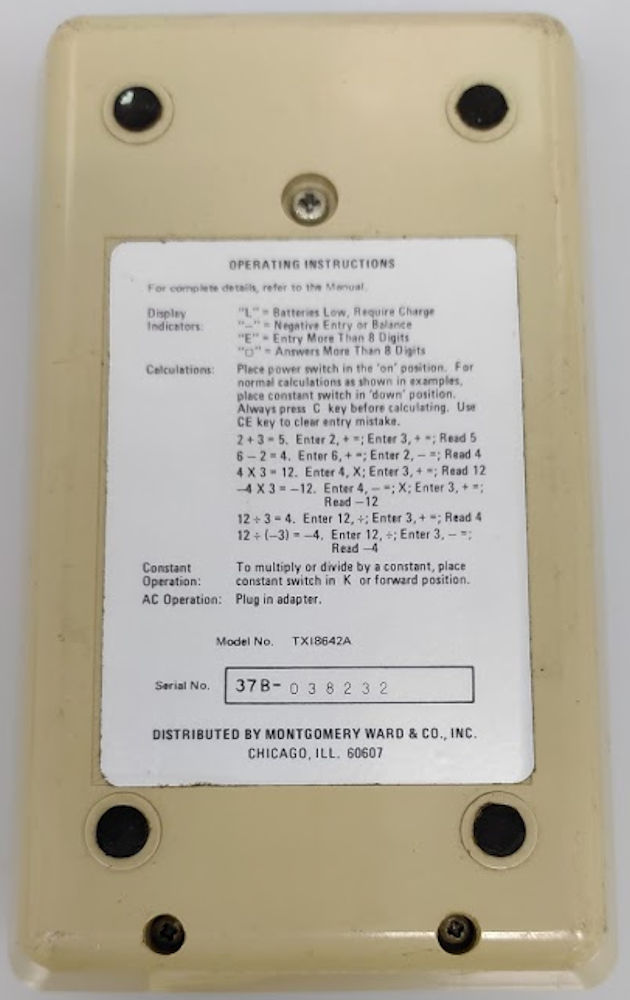 OPERATING INSTRUCTIONS
For complete details, refer to the Manual.
Display Indicators: "L" = Batteries Low, Require Charge
"—" = Negative Entry or Balance
"E" = Entry More Than 8 Digits
"□" = Answers More Than 8 Digits
Calculations: Place power switch in the 'on' position. For
normal calculations as shown in examples,
place constant switch in 'down' position.
Always press C key before calculating. Use
CE key to clear entry mistake.
2 + 3 = 5. Enter 2, + =; Enter 3, + =; Read 5
6 — 2 = 4. Enter 6, + =; Enter 2, — =; Read 4
4 X 3 = 12. Enter 4, X; Enter 3, + =; Read 12
—4 X 3 = —12. Enter 4, — =; X; Enter 3, + =;
Read —12
12 ÷ 3 = 4. Enter 12, ÷; Enter 3, + =; Read 4
12 ÷ (—3) = —4. Enter 12, ÷; Enter 3, — =;
Read —4
Constant Operation: To multiply or divide by a constant, place
constant switch in K or forward position.
AC Operation: Plug in adapter.
Model No. TXI8642A
Serial No. 37B- 038232
DISTRIBUTED BY MONTGOMERY WARD & CO., INC.
CHICAGO, ILL. 60607